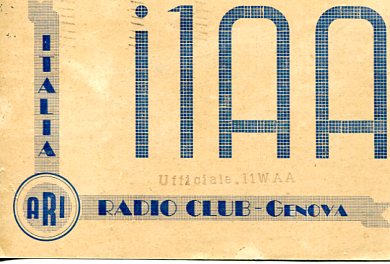 ITALIA
i1AA
Ufficiale.I1WAA
ARI
RADIO CLUB-GENOVA